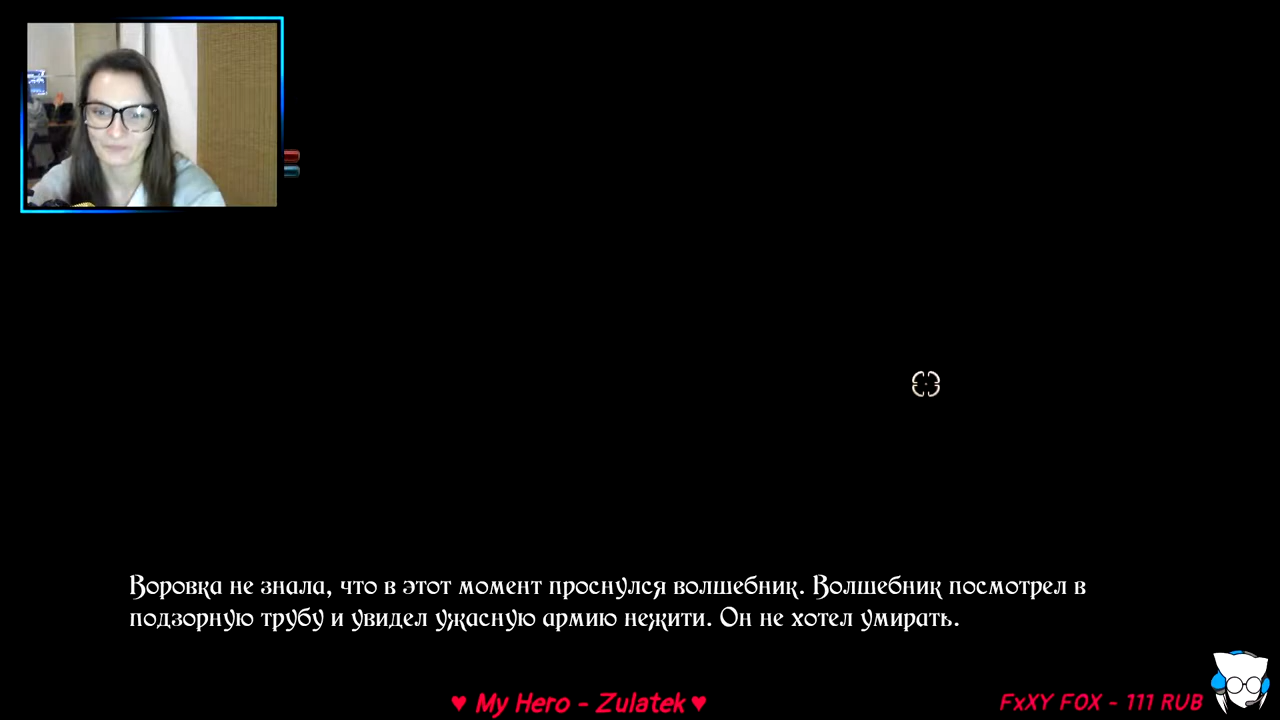 Воровка не знала, что в этот момент проснулся волшебник. Волшебник посмотрел в
подзорную трубу и увидел ужасную армию нежити. Он не хотел умирать.
♥ My Hero - Zulatek ♥
FxXY FOX - 111 RUB